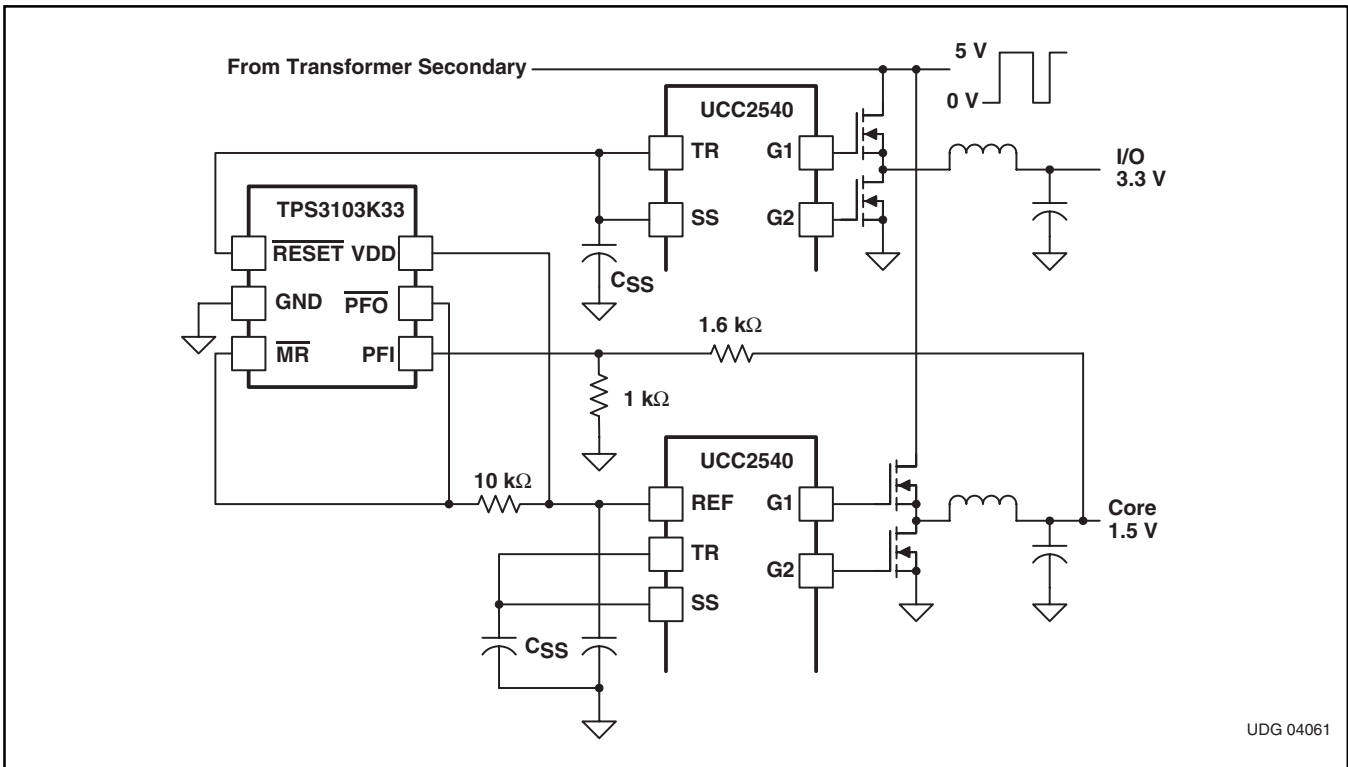 From Transformer Secondary
5 V
0 V
UCC2540
TR
G1
SS
G2
I/O
3.3 V
CSS
TPS3103K33
RESET VDD
GND PFO
MR PFI
1.6 kΩ
1 kΩ
10 kΩ
UCC2540
REF
G1
TR
G2
SS
Core
1.5 V
CSS
UDG 04061